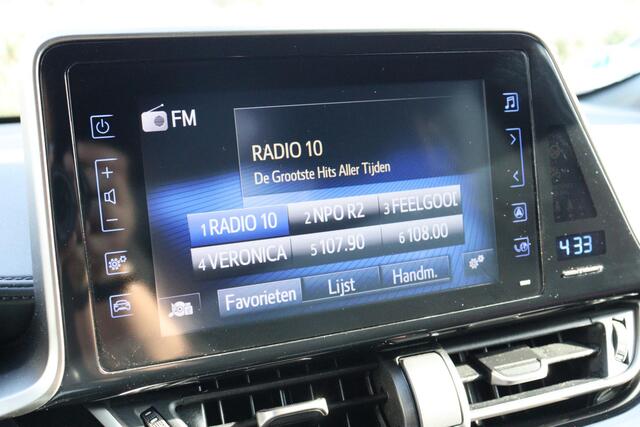 FM
RADIO 10
De Grootste Hits Aller Tijden
1 RADIO 10 2 NPO R2 3 FEELGOOD
4 VERONICA 5 107.90 6 108.00
Favorieten Lijst Handm.
4:33